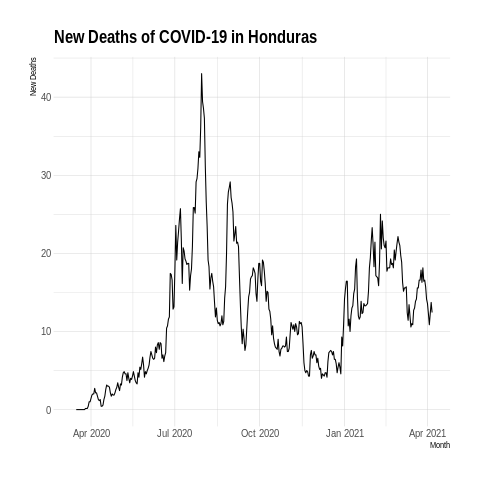 New Deaths of COVID-19 in Honduras
New Deaths
40
30
20
10
0
Apr 2020 Jul 2020 Oct 2020 Jan 2021 Apr 2021
Month